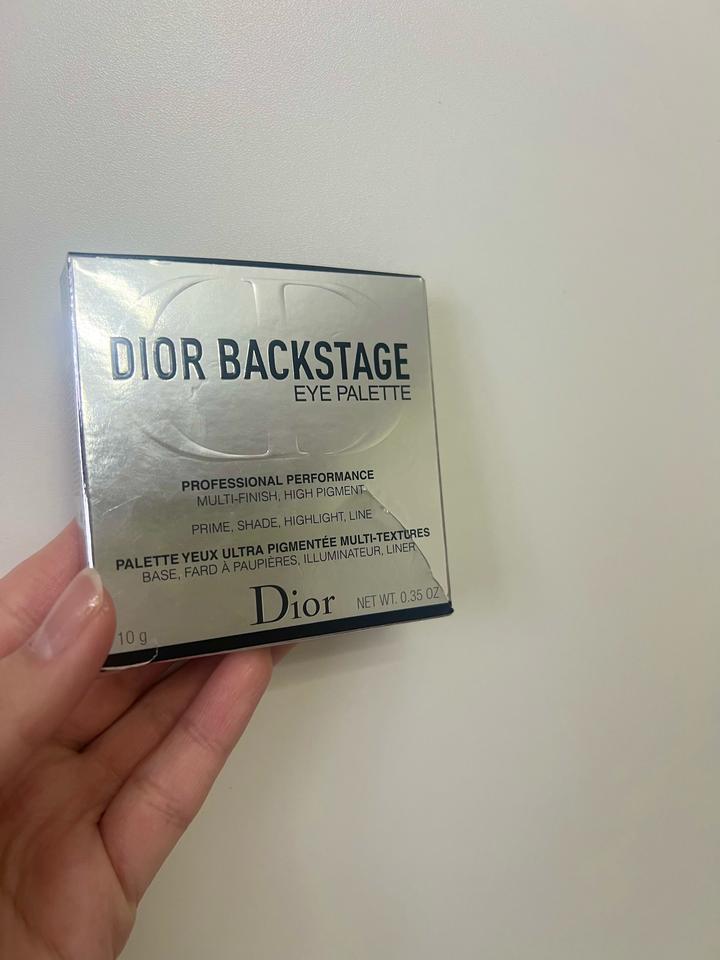 DIOR BACKSTAGE
EYE PALETTE
PROFESSIONAL PERFORMANCE
MULTI-FINISH, HIGH PIGMENT
PRIME, SHADE, HIGHLIGHT, LINE
PALETTE YEUX ULTRA PIGMENTÉE MULTI-TEXTURES
BASE, FARD À PAUPIÈRES, ILLUMINATEUR, LINER
Dior
10 g
NET WT. 0.35 OZ